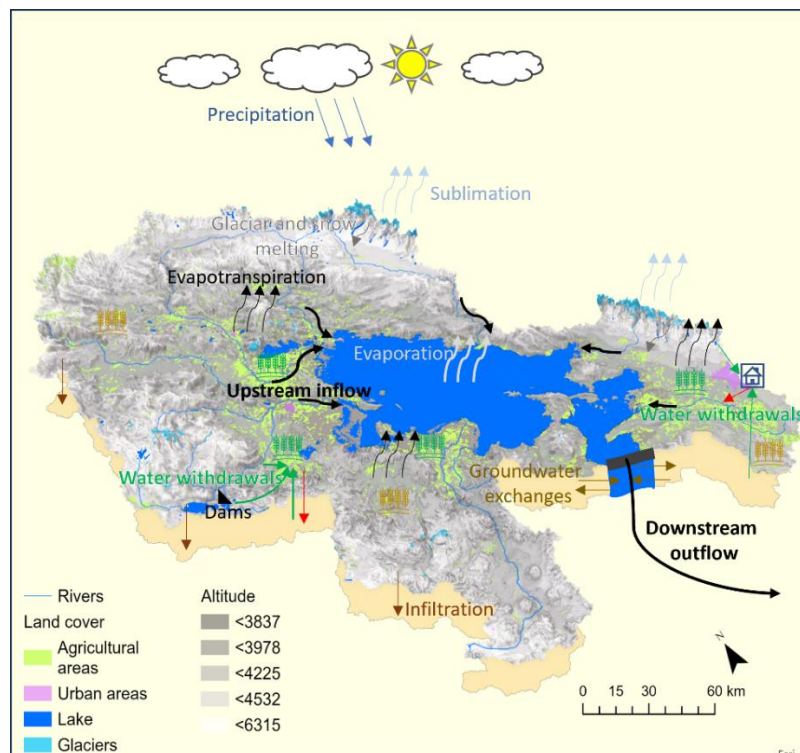 Precipitation
Sublimation
Glaciar and snow
melting
Evapotranspiration
Evaporation
Upstream inflow
Water withdrawals
Water withdrawals
Groundwater
exchanges
Dams
Downstream
outflow
Infiltration
Rivers
Land cover
Agricultural
areas
Urban areas
Lake
Glaciers
Altitude
<3837
<3978
<4225
<4532
<6315
N
0 15 30 60 km